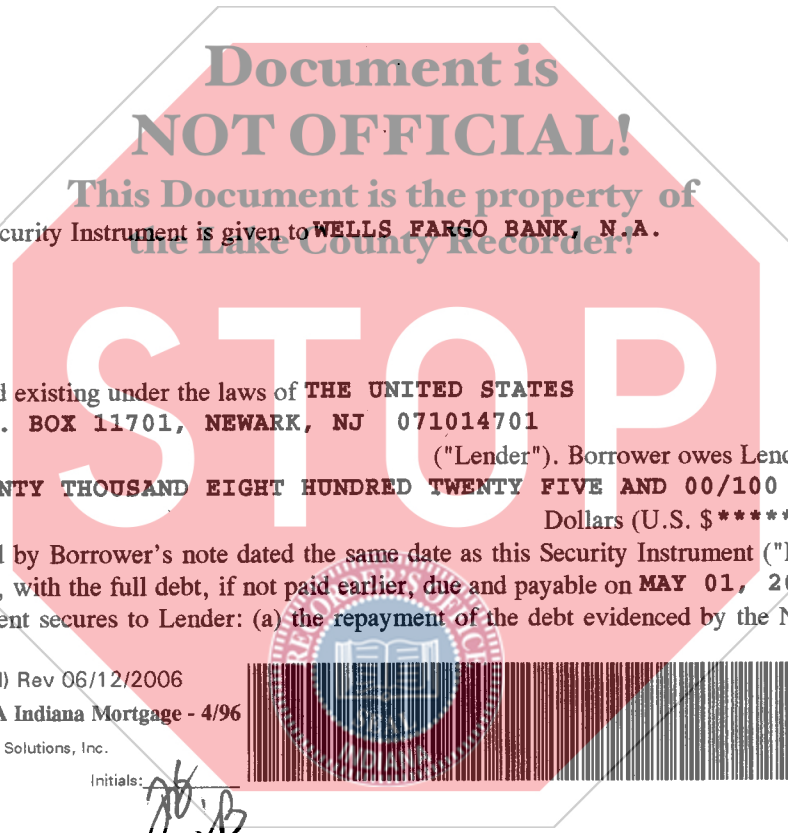 Document is
NOT OFFICIAL!
This Document is the property of
the Lake County Recorder!
curity Instrument is given to WELLS FARGO BANK, N.A.
STOP
d existing under the laws of THE UNITED STATES
. BOX 11701, NEWARK, NJ 071014701
("Lender"). Borrower owes Lend
NTY THOUSAND EIGHT HUNDRED TWENTY FIVE AND 00/100
Dollars (U.S. $*****
d by Borrower's note dated the same date as this Security Instrument ("
, with the full debt, if not paid earlier, due and payable on MAY 01, 20
ent secures to Lender: (a) the repayment of the debt evidenced by the N
RECORDER'S OFFICE
SEAL
INDIANA
) Rev 06/12/2006
A Indiana Mortgage - 4/96
Solutions, Inc.
Initials: